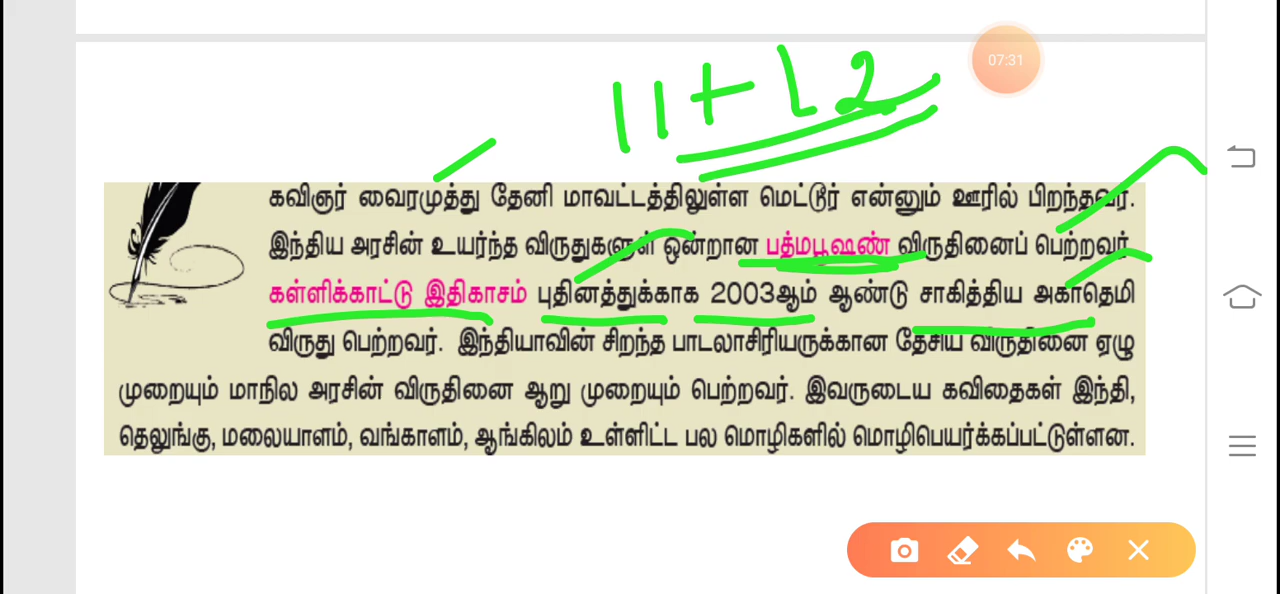 07:31
11+12
கவிஞர் வைரமுத்து தேனி மாவட்டத்திலுள்ள மெட்டூர் என்னும் ஊரில் பிறந்தவர்.
இந்திய அரசின் உயர்ந்த விருதுகளுள் ஒன்றான பத்மபூஷண் விருதினைப் பெற்றவர்
கள்ளிக்காட்டு இதிகாசம் புதினத்துக்காக 2003ஆம் ஆண்டு சாகித்திய அகாதெமி
விருது பெற்றவர். இந்தியாவின் சிறந்த பாடலாசிரியருக்கான தேசிய விருதினை ஏழு
முறையும் மாநில அரசின் விருதினை ஆறு முறையும் பெற்றவர். இவருடைய கவிதைகள் இந்தி,
தெலுங்கு, மலையாளம், வங்காளம், ஆங்கிலம் உள்ளிட்ட பல மொழிகளில் மொழிபெயர்க்கப்பட்டுள்ளன.